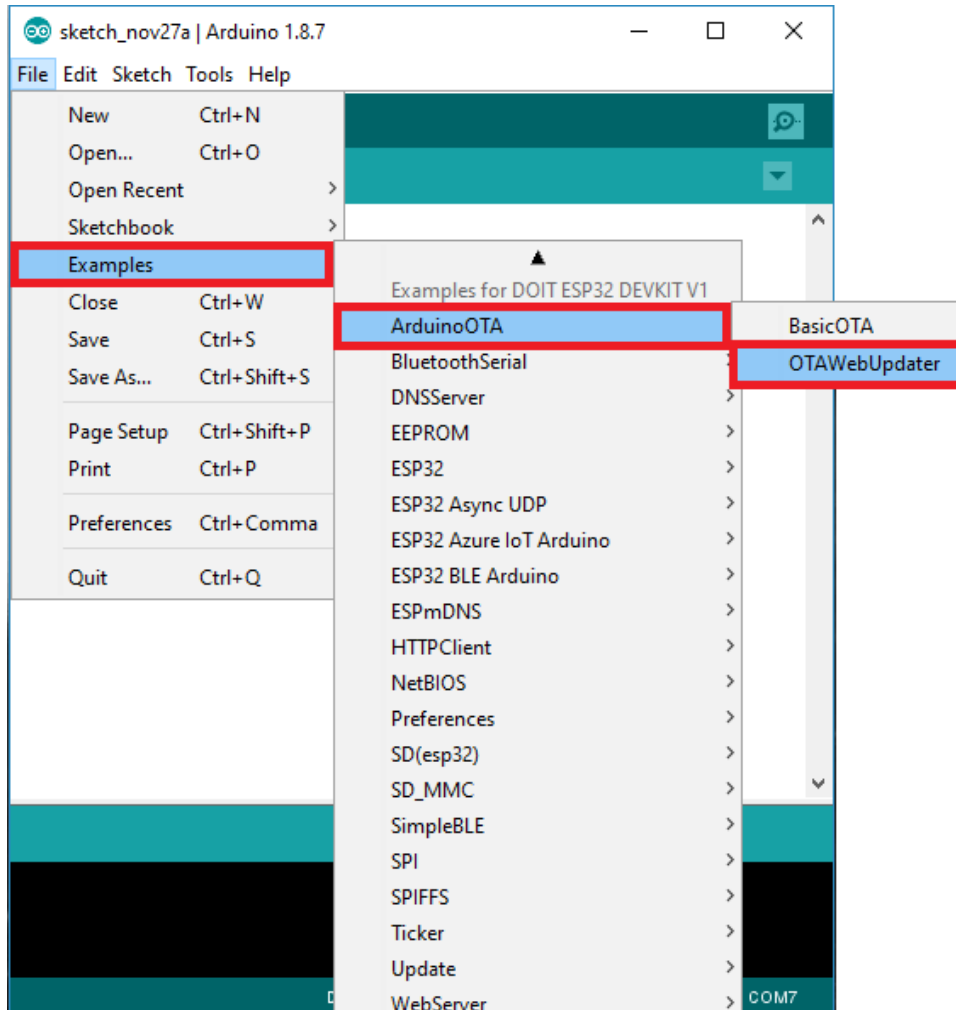 sketch_nov27a | Arduino 1.8.7
File Edit Sketch Tools Help
New Ctrl+N
Open... Ctrl+O
Open Recent
Sketchbook
Examples
Close Ctrl+W
Save Ctrl+S
Save As... Ctrl+Shift+S
Page Setup Ctrl+Shift+P
Print Ctrl+P
Preferences Ctrl+Comma
Quit Ctrl+Q
Examples for DOIT ESP32 DEVKIT V1
ArduinoOTA
BluetoothSerial
DNSServer
EEPROM
ESP32
ESP32 Async UDP
ESP32 Azure IoT Arduino
ESP32 BLE Arduino
ESPmDNS
HTTPClient
NetBIOS
Preferences
SD(esp32)
SD_MMC
SimpleBLE
SPI
SPIFFS
Ticker
Update
WebServer
BasicOTA
OTAWebUpdater
COM7